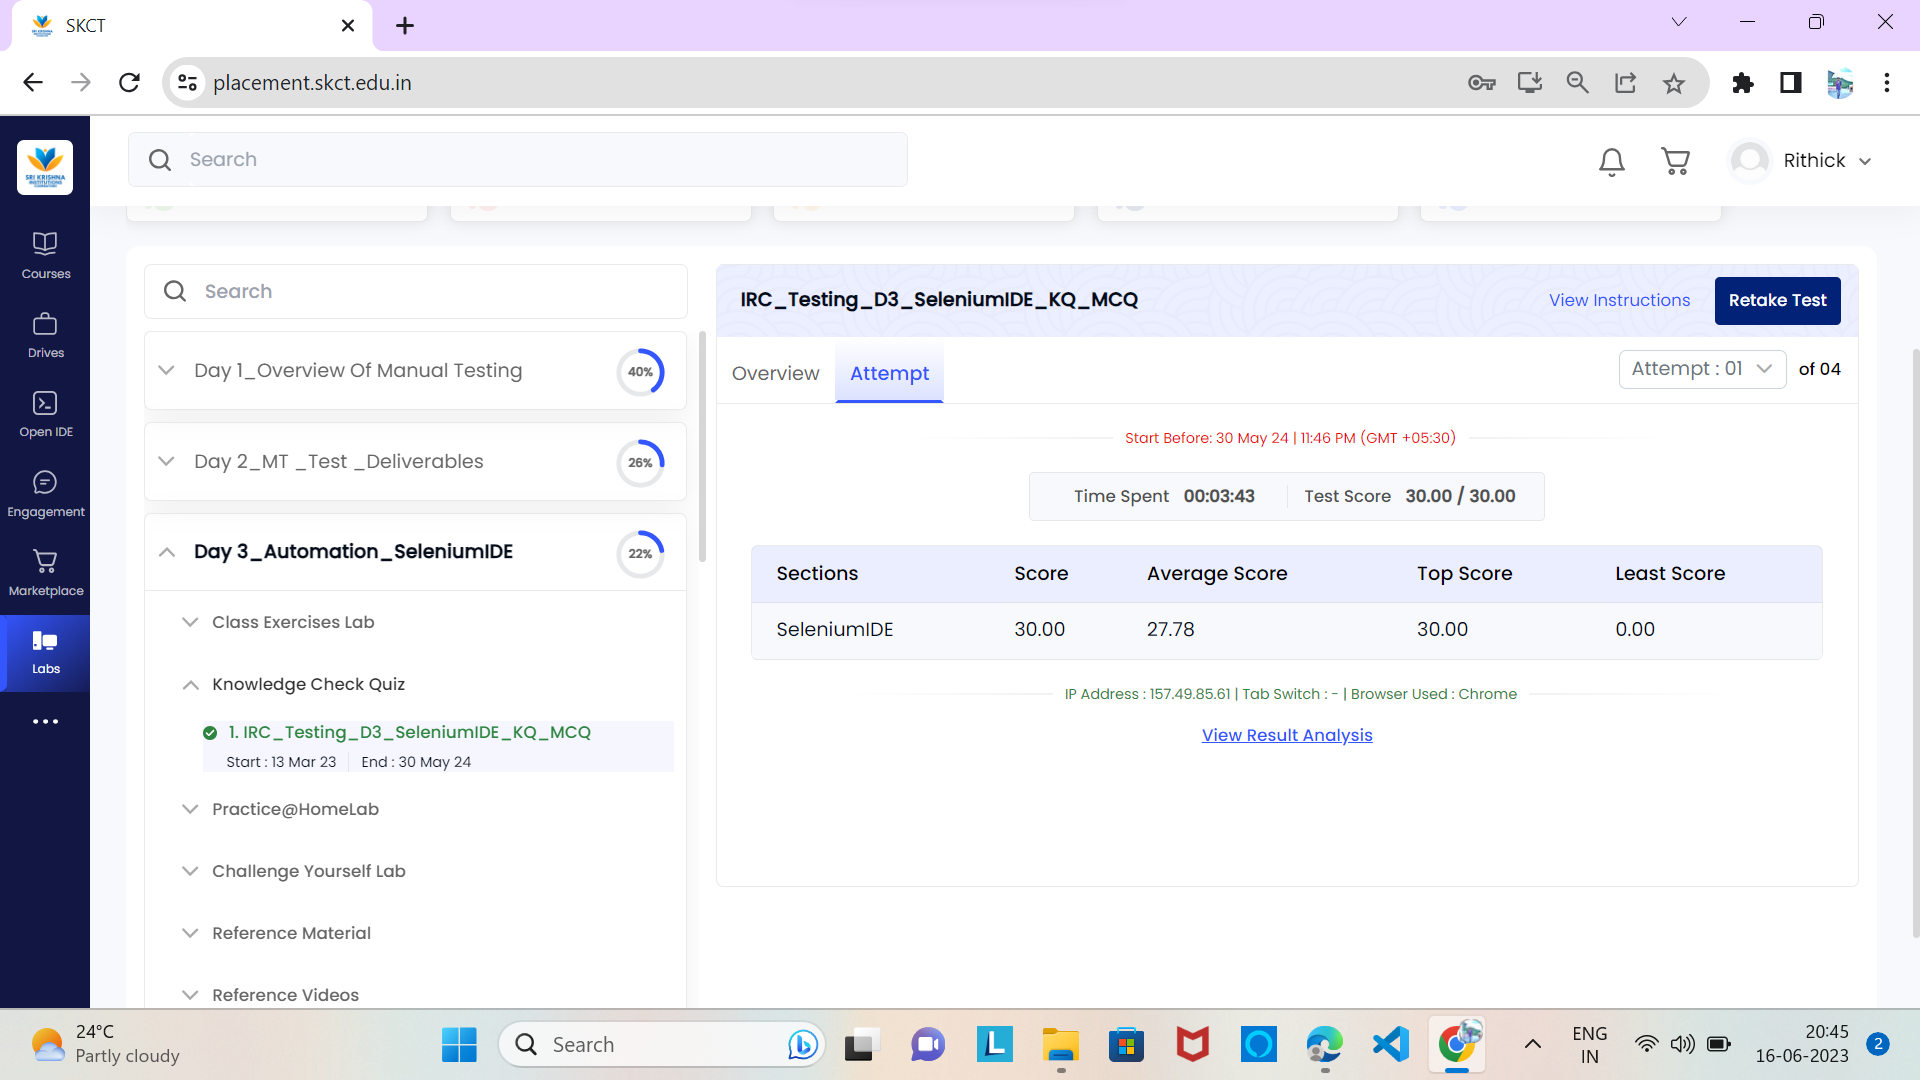 SKCT
placement.skct.edu.in
SRI KRISHNA
INSTITUTIONS
Search
Rithick
Courses
Drives
Open IDE
Engagement
Marketplace
Labs
Search
Day 1_Overview Of Manual Testing
40%
Day 2_MT _Test _Deliverables
26%
Day 3_Automation_SeleniumIDE
22%
Class Exercises Lab
Knowledge Check Quiz
1. IRC_Testing_D3_SeleniumIDE_KQ_MCQ
Start : 13 Mar 23 End : 30 May 24
Practice@HomeLab
Challenge Yourself Lab
Reference Material
Reference Videos
IRC_Testing_D3_SeleniumIDE_KQ_MCQ
View Instructions
Retake Test
Overview
Attempt
Attempt : 01
of 04
Start Before: 30 May 24 | 11:46 PM (GMT +05:30)
Time Spent 00:03:43 Test Score 30.00 / 30.00
Sections Score Average Score Top Score Least Score
SeleniumIDE 30.00 27.78 30.00 0.00
IP Address : 157.49.85.61 | Tab Switch : - | Browser Used : Chrome
View Result Analysis
24°C
Partly cloudy
Search
L
ENG
IN
20:45
16-06-2023
2